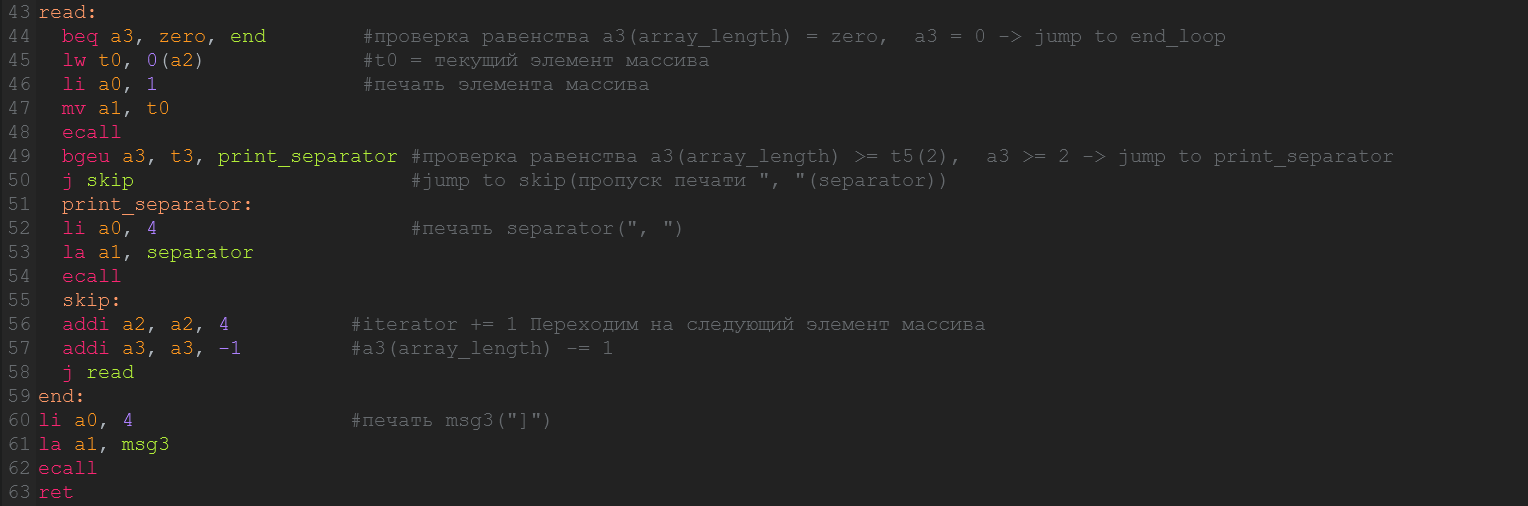 43 read:
44   beq a3, zero, end        #проверка равенства a3(array_length) = zero,  a3 = 0 -> jump to end_loop
45   lw t0, 0(a2)             #t0 = текущий элемент массива
46   li a0, 1                 #печать элемента массива
47   mv a1, t0
48   ecall
49   bgeu a3, t3, print_separator #проверка равенства a3(array_length) >= t5(2),  a3 >= 2 -> jump to print_separator
50   j skip                       #jump to skip(пропуск печати ", "(separator))
51   print_separator:
52   li a0, 4                     #печать separator(", ")
53   la a1, separator
54   ecall
55   skip:
56   addi a2, a2, 4          #iterator += 1 Переходим на следующий элемент массива
57   addi a3, a3, -1         #a3(array_length) -= 1
58   j read
59 end:
60 li a0, 4                  #печать msg3("]")
61 la a1, msg3
62 ecall
63 ret